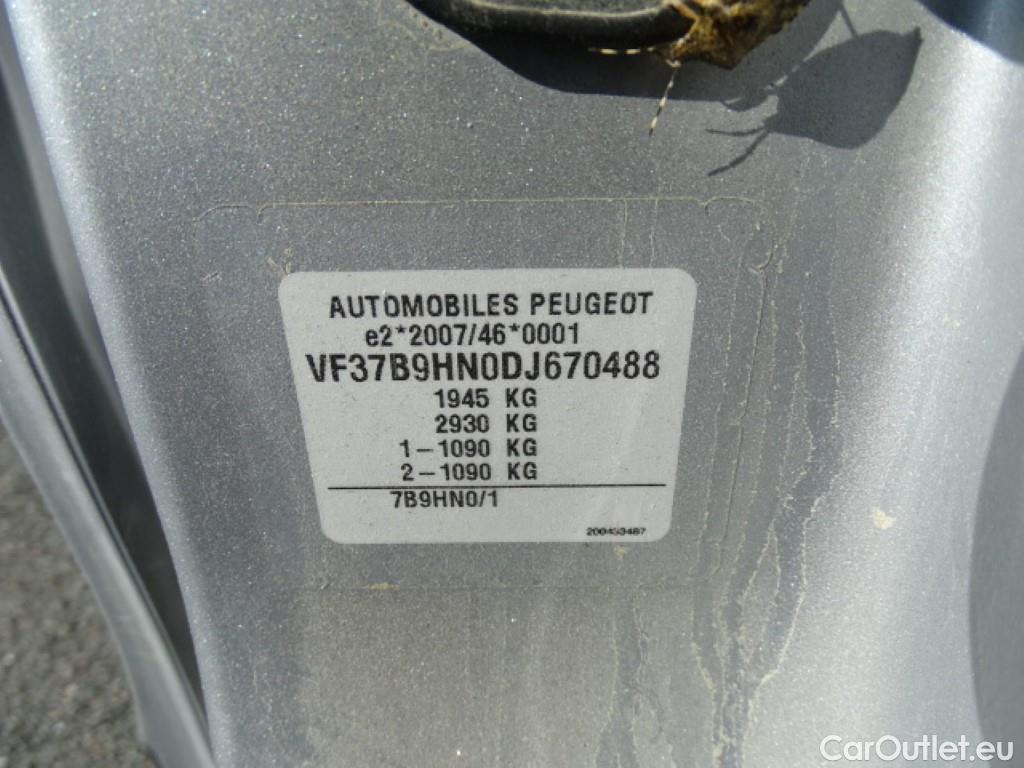 AUTOMOBILES PEUGEOT
e2*2007/46*0001
VF37B9HN0DJ670488
1945 KG
2930 KG
1-1090 KG
2-1090 KG
7B9HN0/1
200453487
CarOutlet.eu